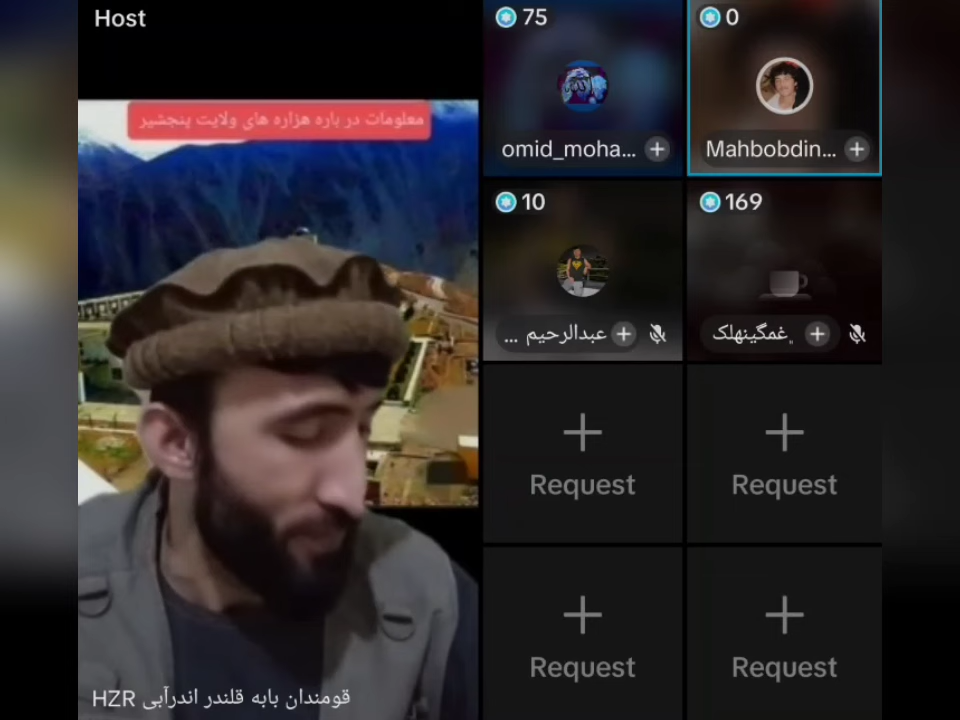 Host
معلومات در باره هزاره های ولایت پنجشیر
قومندان بابه قلندر اندرآبی HZR
75
omid_moha...
0
Mahbobdin...
10
عبدالرحیم ...
169
غمگینهلک
Request
Request
Request
Request